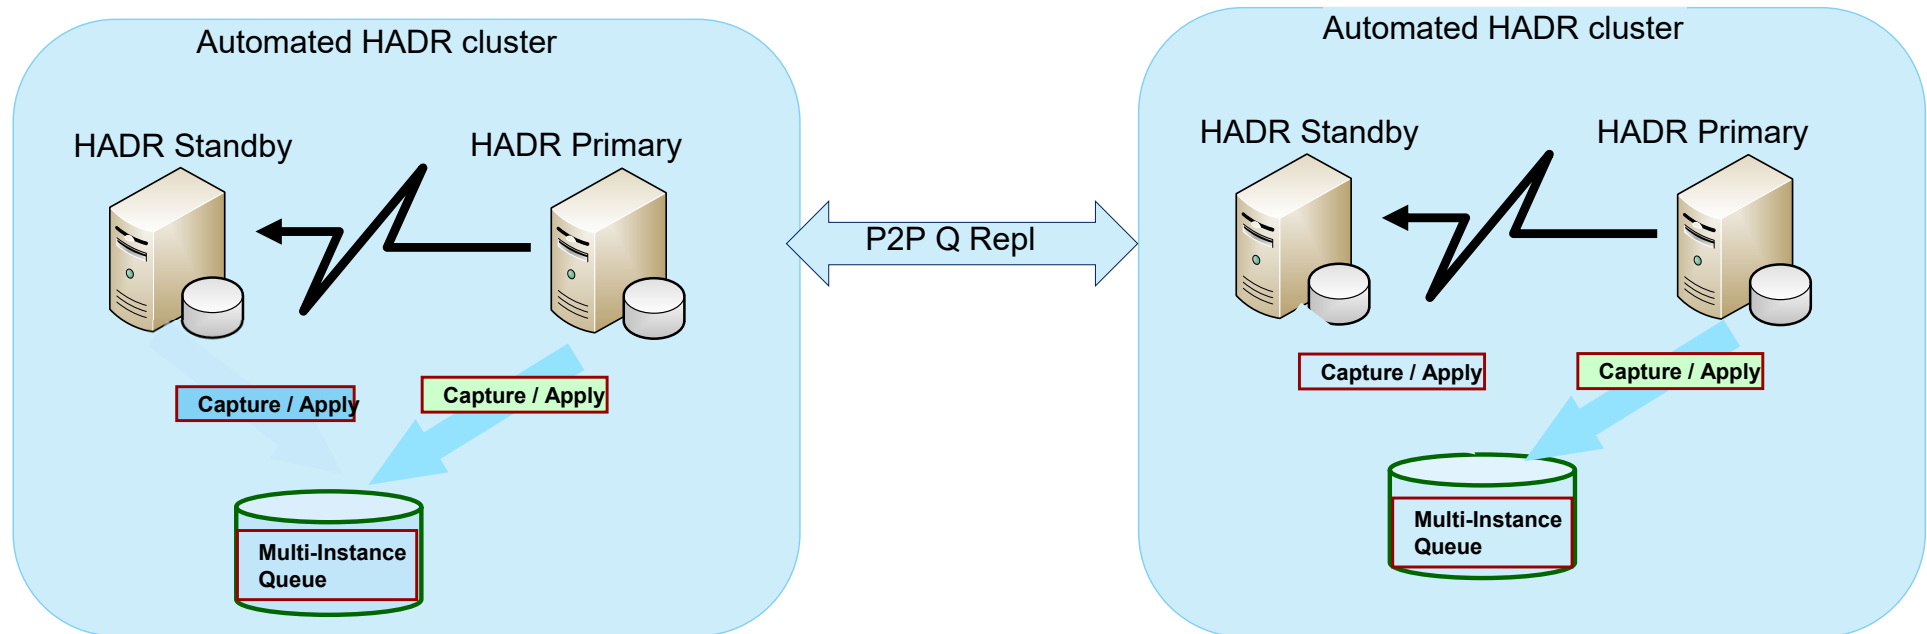 Automated HADR cluster
HADR Standby
HADR Primary
Capture / Apply
Capture / Apply
Multi-Instance
Queue
P2P Q Repl
Automated HADR cluster
HADR Standby
HADR Primary
Capture / Apply
Capture / Apply
Multi-Instance
Queue